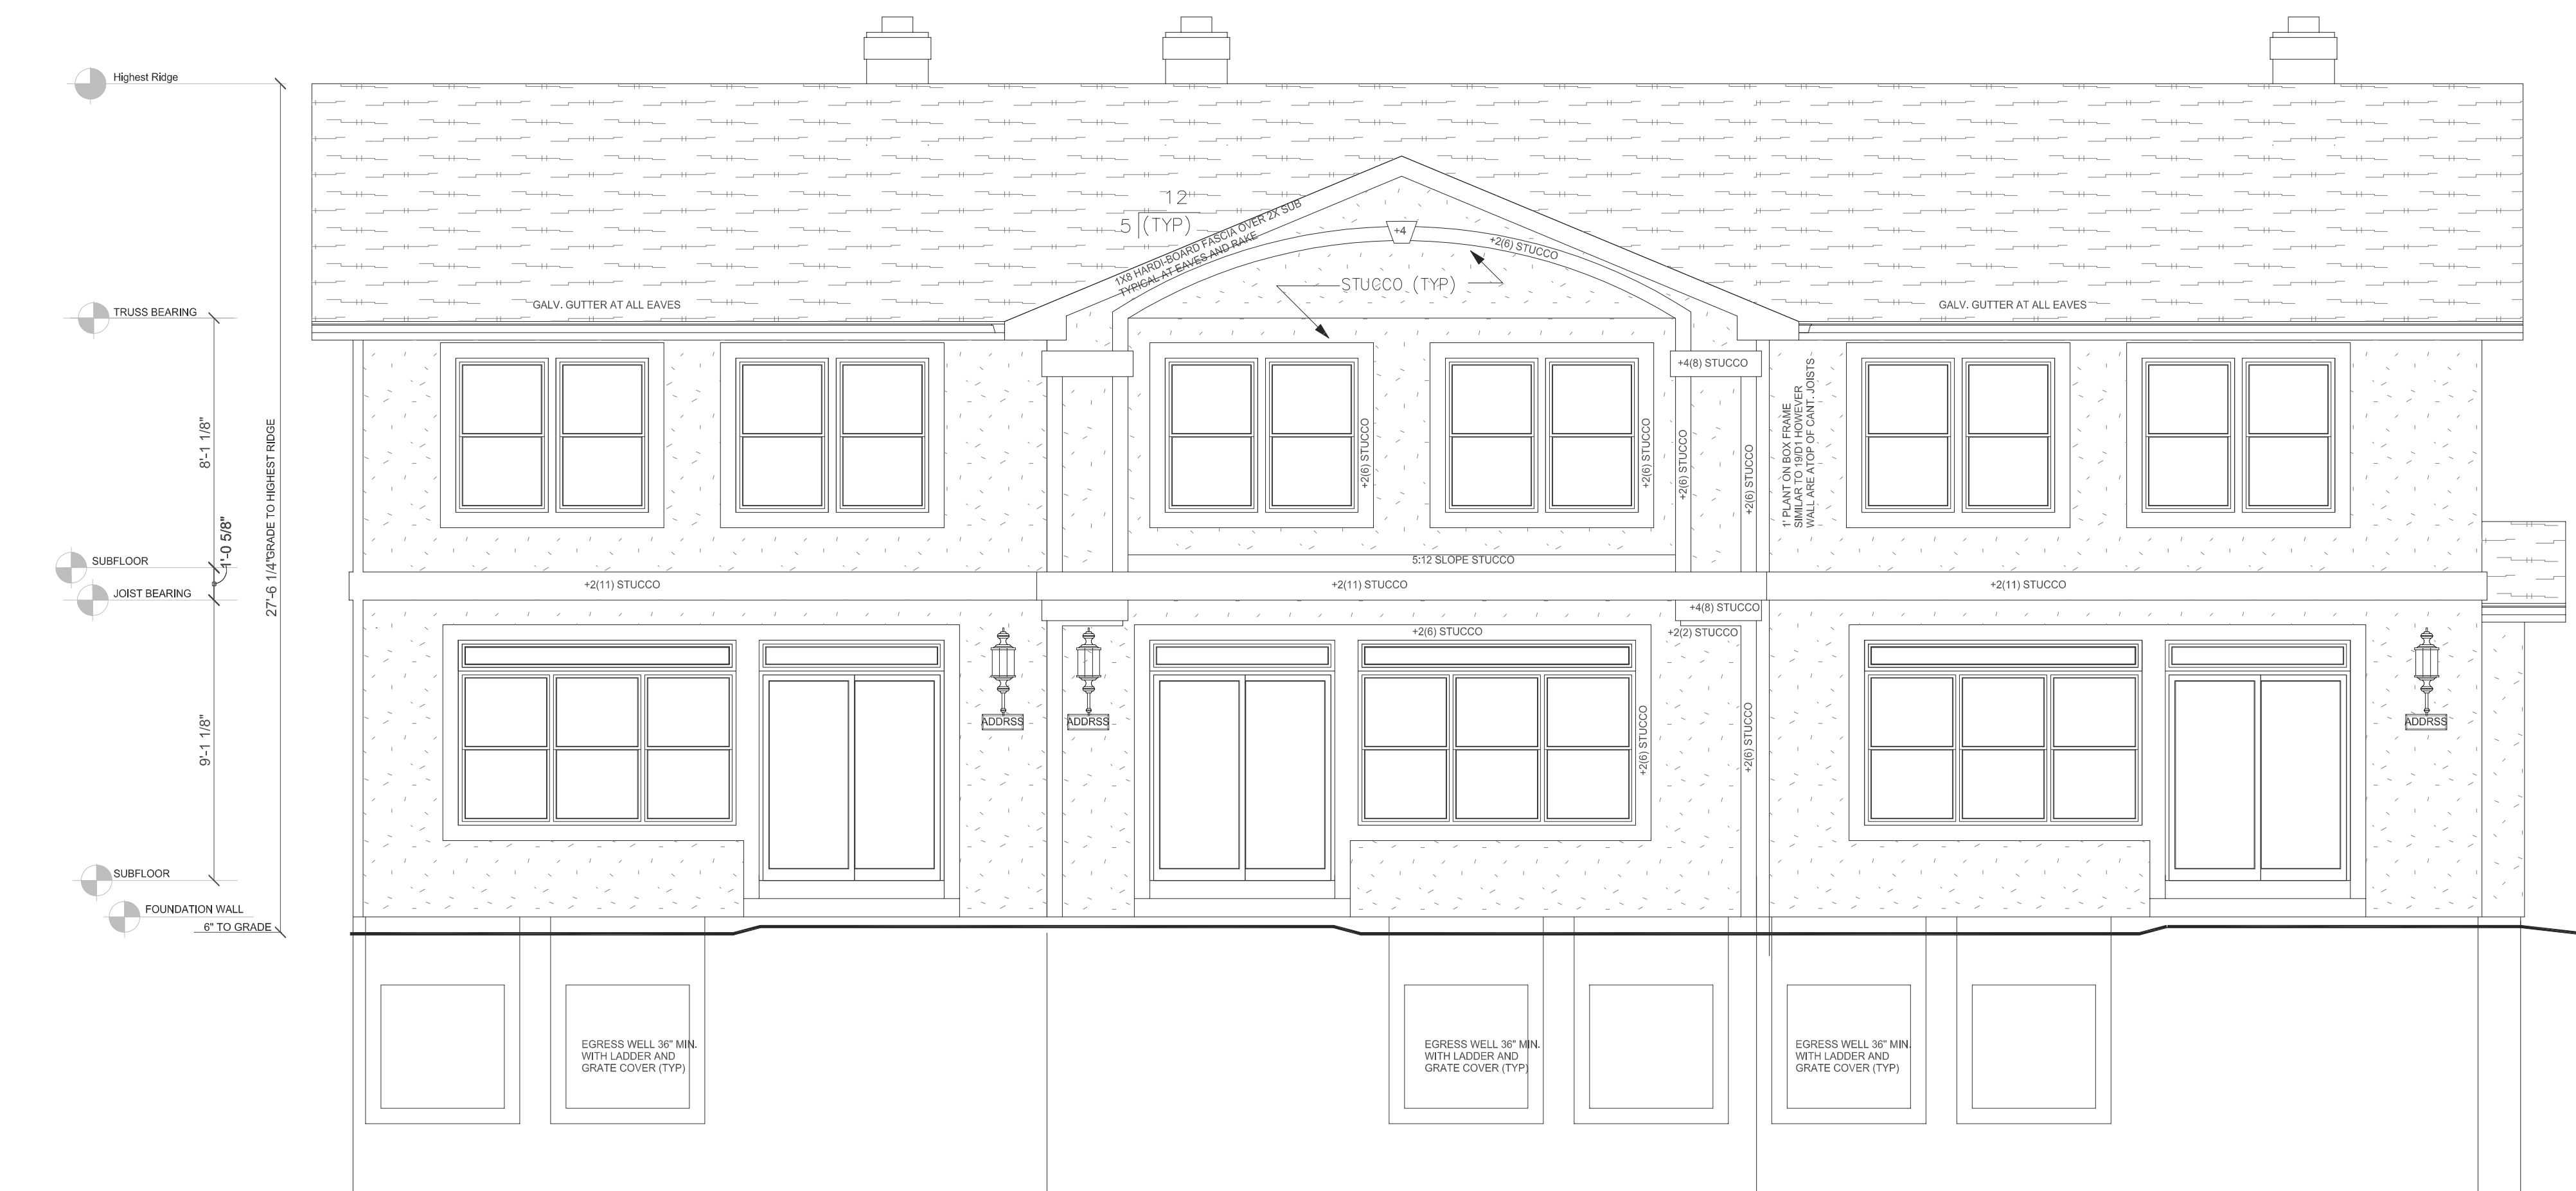 Highest Ridge
12
5 (TYP)
1X8 HARDI-BOARD FASCIA OVER 2X SUB
TYPICAL AT EAVES AND RAKE
+4
+2(6) STUCCO
STUCCO (TYP)
GALV. GUTTER AT ALL EAVES
GALV. GUTTER AT ALL EAVES
TRUSS BEARING
+4(8) STUCCO
8'-1 1/8"
27'-6 1/4" GRADE TO HIGHEST RIDGE
+2(6) STUCCO
+2(6) STUCCO
+2(6) STUCCO
+2(6) STUCCO
1' PLANT ON BOX FRAME
SIMILAR TO 19/D1 HOWEVER
WALL ARE ATOP OF CANT. JOISTS
1'-0 5/8"
SUBFLOOR
5:12 SLOPE STUCCO
+2(11) STUCCO
+2(11) STUCCO
+2(11) STUCCO
JOIST BEARING
+4(8) STUCCO
+2(6) STUCCO
+2(2) STUCCO
9'-1 1/8"
ADDRSS
ADDRSS
+2(6) STUCCO
+2(6) STUCCO
ADDRSS
SUBFLOOR
FOUNDATION WALL
6" TO GRADE
EGRESS WELL 36" MIN.
WITH LADDER AND
GRATE COVER (TYP)
EGRESS WELL 36" MIN.
WITH LADDER AND
GRATE COVER (TYP)
EGRESS WELL 36" MIN.
WITH LADDER AND
GRATE COVER (TYP)